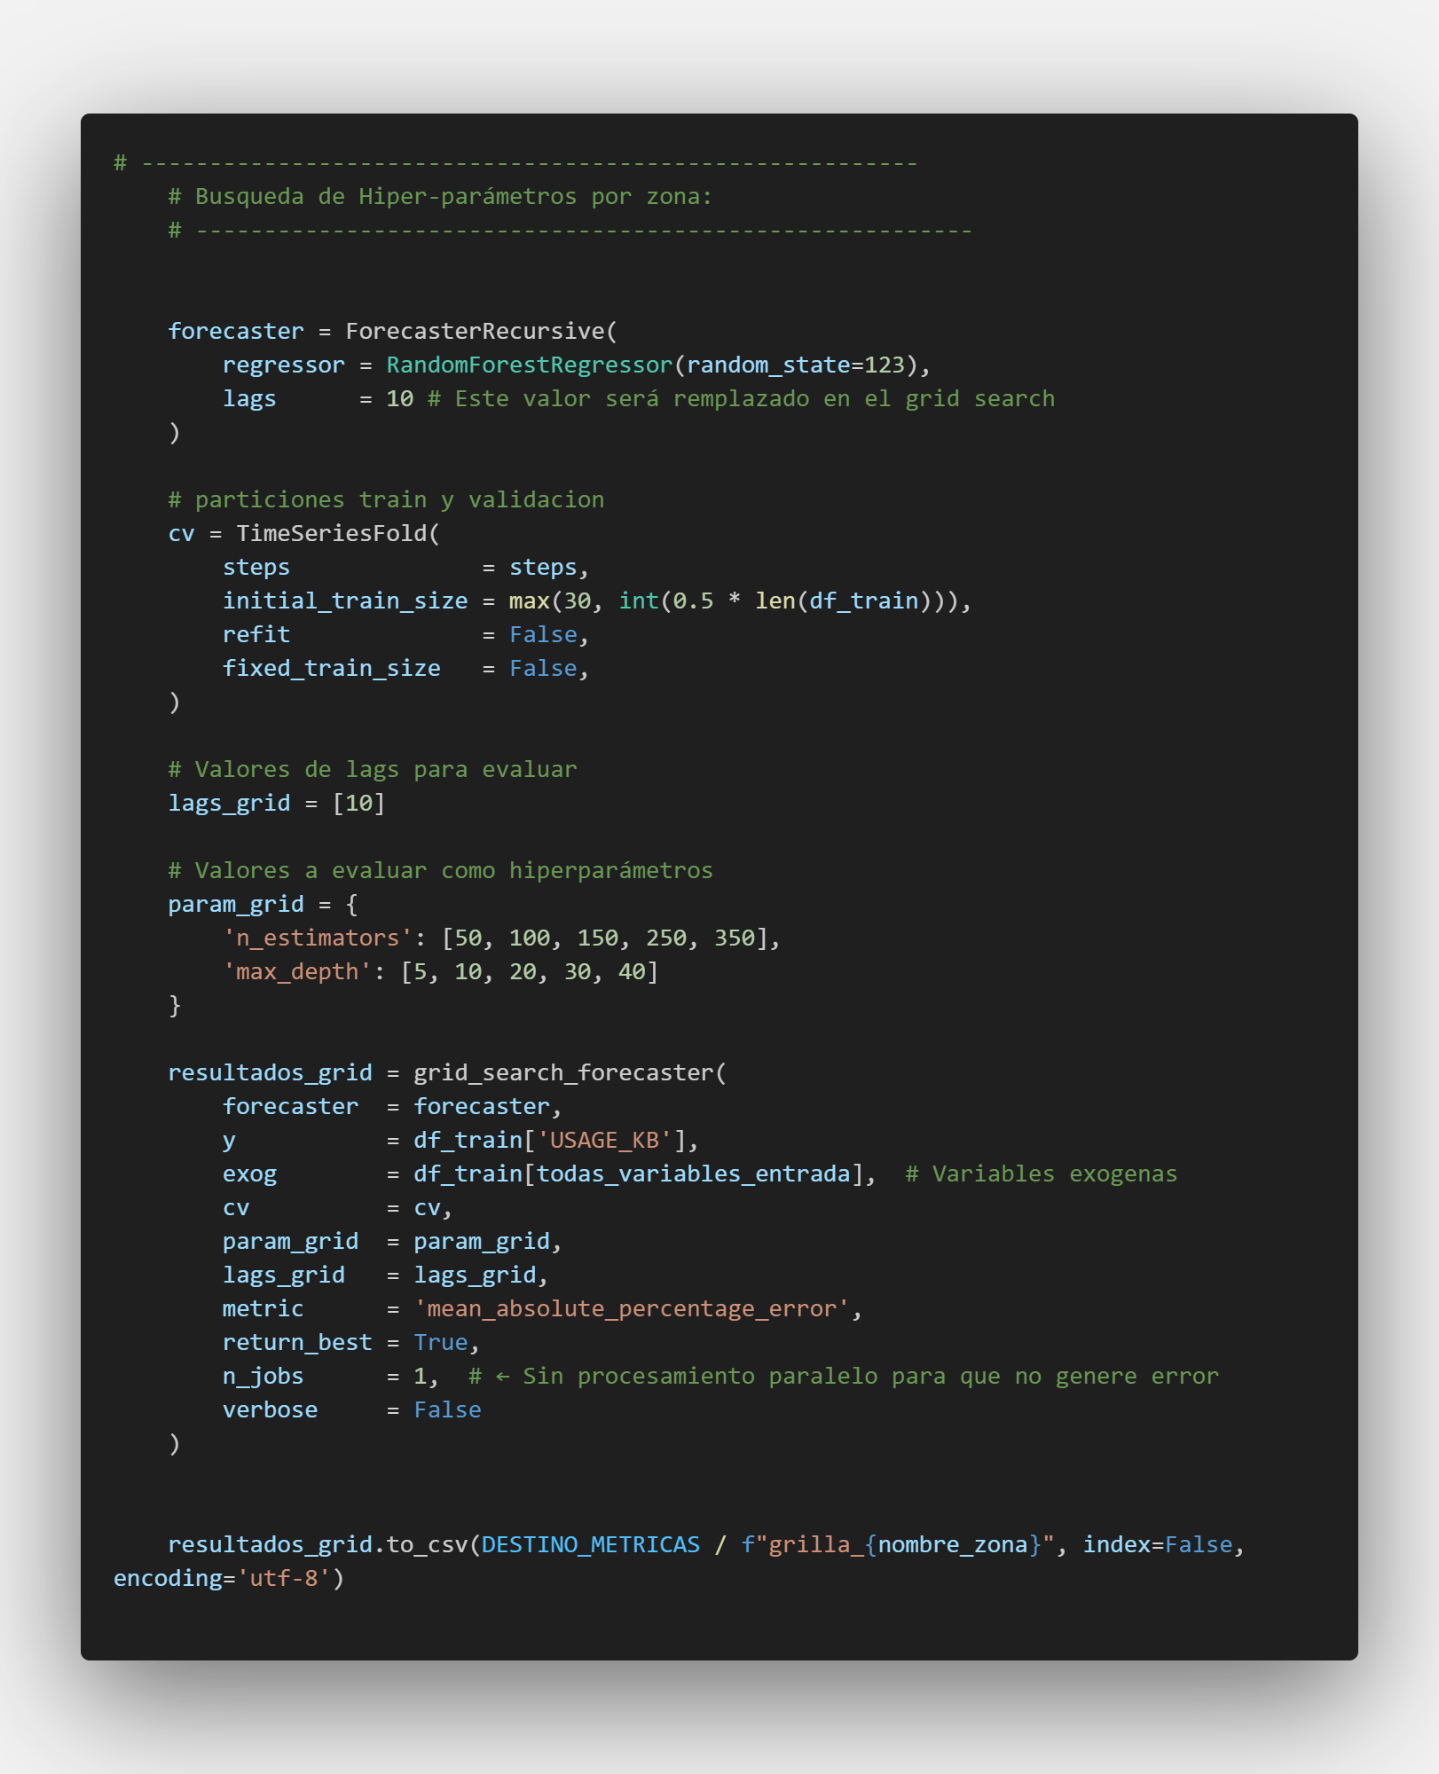 # ---------------------------------------------------------
    # Busqueda de Hiper-parámetros por zona:
    # ---------------------------------------------------------


    forecaster = ForecasterRecursive(
        regressor = RandomForestRegressor(random_state=123),
        lags      = 10 # Este valor será remplazado en el grid search
    )

    # particiones train y validacion
    cv = TimeSeriesFold(
        steps              = steps,
        initial_train_size = max(30, int(0.5 * len(df_train))),
        refit              = False,
        fixed_train_size   = False,
    )

    # Valores de lags para evaluar
    lags_grid = [10]

    # Valores a evaluar como hiperparámetros
    param_grid = {
        'n_estimators': [50, 100, 150, 250, 350],
        'max_depth': [5, 10, 20, 30, 40]
    }

    resultados_grid = grid_search_forecaster(
        forecaster  = forecaster,
        y           = df_train['USAGE_KB'],
        exog        = df_train[todas_variables_entrada],  # Variables exogenas
        cv          = cv,
        param_grid  = param_grid,
        lags_grid   = lags_grid,
        metric      = 'mean_absolute_percentage_error',
        return_best = True,
        n_jobs      = 1,  # ← Sin procesamiento paralelo para que no genere error
        verbose     = False
    )


    resultados_grid.to_csv(DESTINO_METRICAS / f"grilla_{nombre_zona}", index=False,
encoding='utf-8')